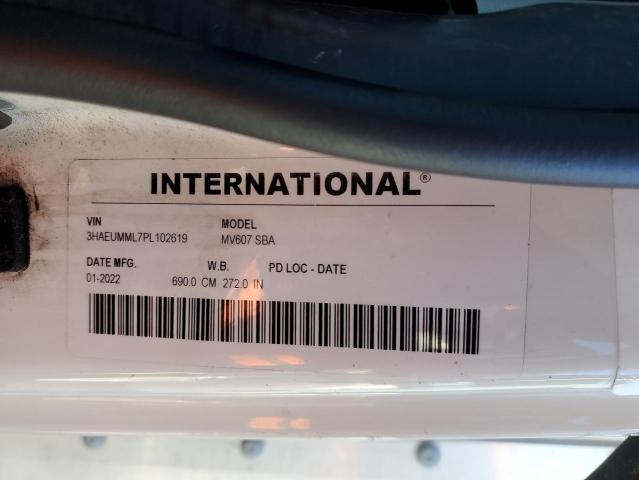 INTERNATIONAL®
VIN MODEL
3HAEUMML7PL102619 MV607 SBA
DATE MFG. W.B. PD LOC - DATE
01-2022 690.0 CM 272.0 IN